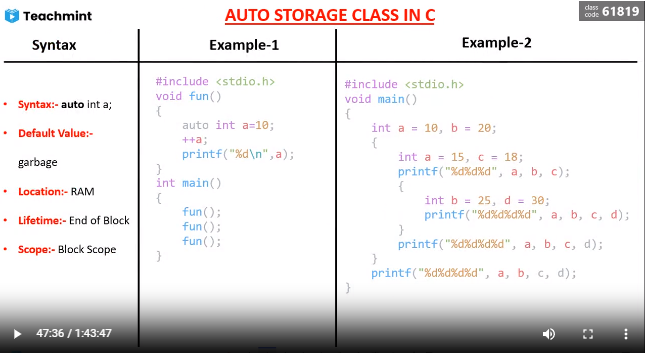 Teachmint
AUTO STORAGE CLASS IN C
class code 61819
Syntax
Example-1
Example-2
• Syntax:- auto int a;
• Default Value:-
garbage
• Location:- RAM
• Lifetime:- End of Block
• Scope:- Block Scope
#include <stdio.h>
void fun()
{
auto int a=10;
++a;
printf("%d\n",a);
}
int main()
{
fun();
fun();
fun();
}
#include <stdio.h>
void main()
{
int a = 10, b = 20;
{
int a = 15, c = 18;
printf("%d%d%d", a, b, c);
{
int b = 25, d = 30;
printf("%d%d%d%d", a, b, c, d);
}
printf("%d%d%d%d", a, b, c, d);
}
printf("%d%d%d%d", a, b, c, d);
}
47:36 / 1:43:47